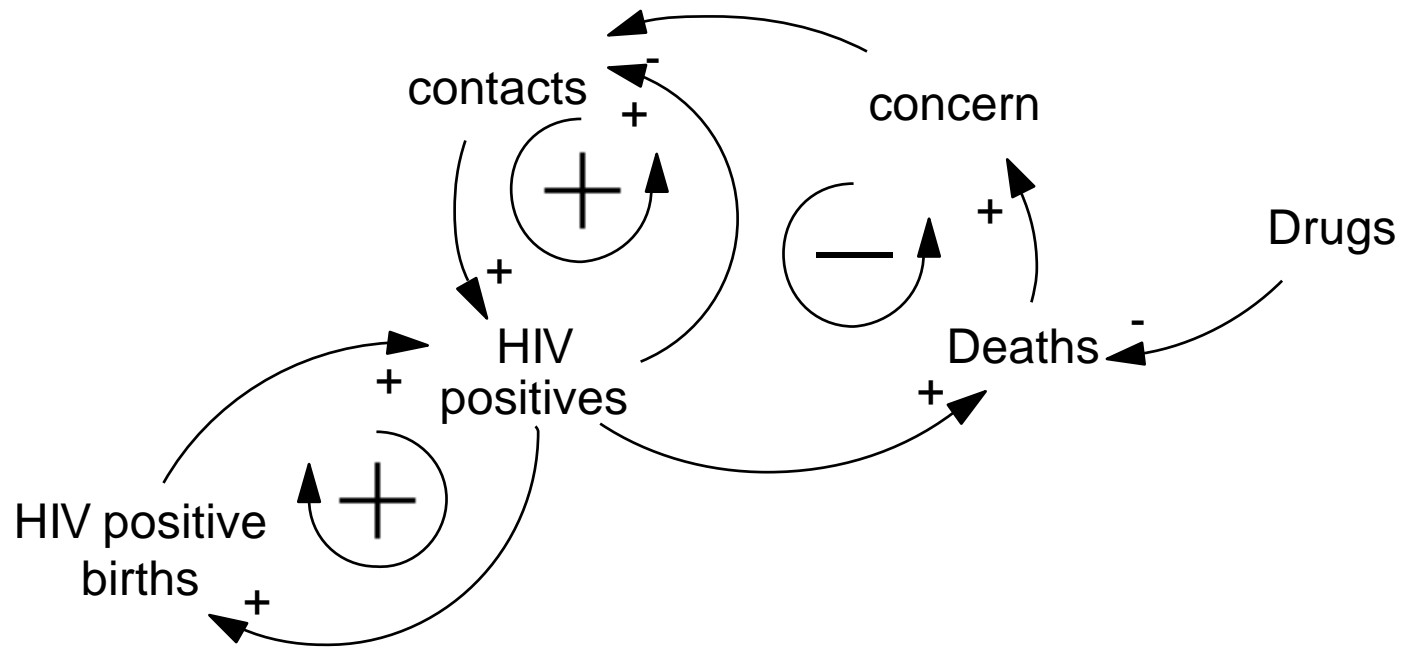 contacts
-
+
concern
+
+
+
Drugs
-
HIV
positives
Deaths
-
+
+
+
HIV positive
births
+